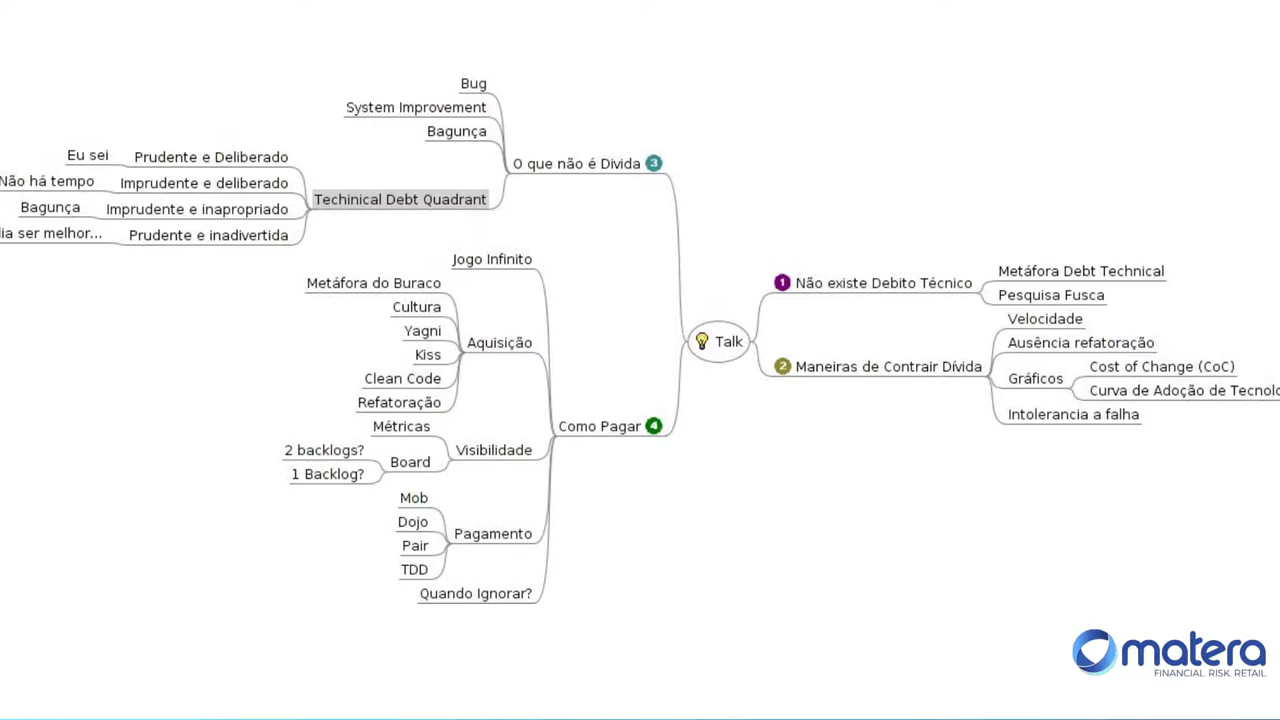 Talk
1 Não existe Debito Técnico
Metáfora Debt Technical
Pesquisa Fusca
2 Maneiras de Contrair Dívida
Velocidade
Ausência refatoração
Gráficos
Cost of Change (CoC)
Curva de Adoção de Tecnolo
Intolerancia a falha
O que não é Divida 3
Bug
System Improvement
Bagunça
Techinical Debt Quadrant
Prudente e Deliberado
Eu sei
Imprudente e deliberado
Não há tempo
Imprudente e inapropriado
Bagunça
Prudente e inadivertida
ser melhor...
Como Pagar 4
Jogo Infinito
Aquisição
Metáfora do Buraco
Cultura
Yagni
Kiss
Clean Code
Refatoração
Visibilidade
Métricas
Board
2 backlogs?
1 Backlog?
Pagamento
Mob
Dojo
Pair
TDD
Quando Ignorar?
matera
FINANCIAL. RISK. RETAIL.